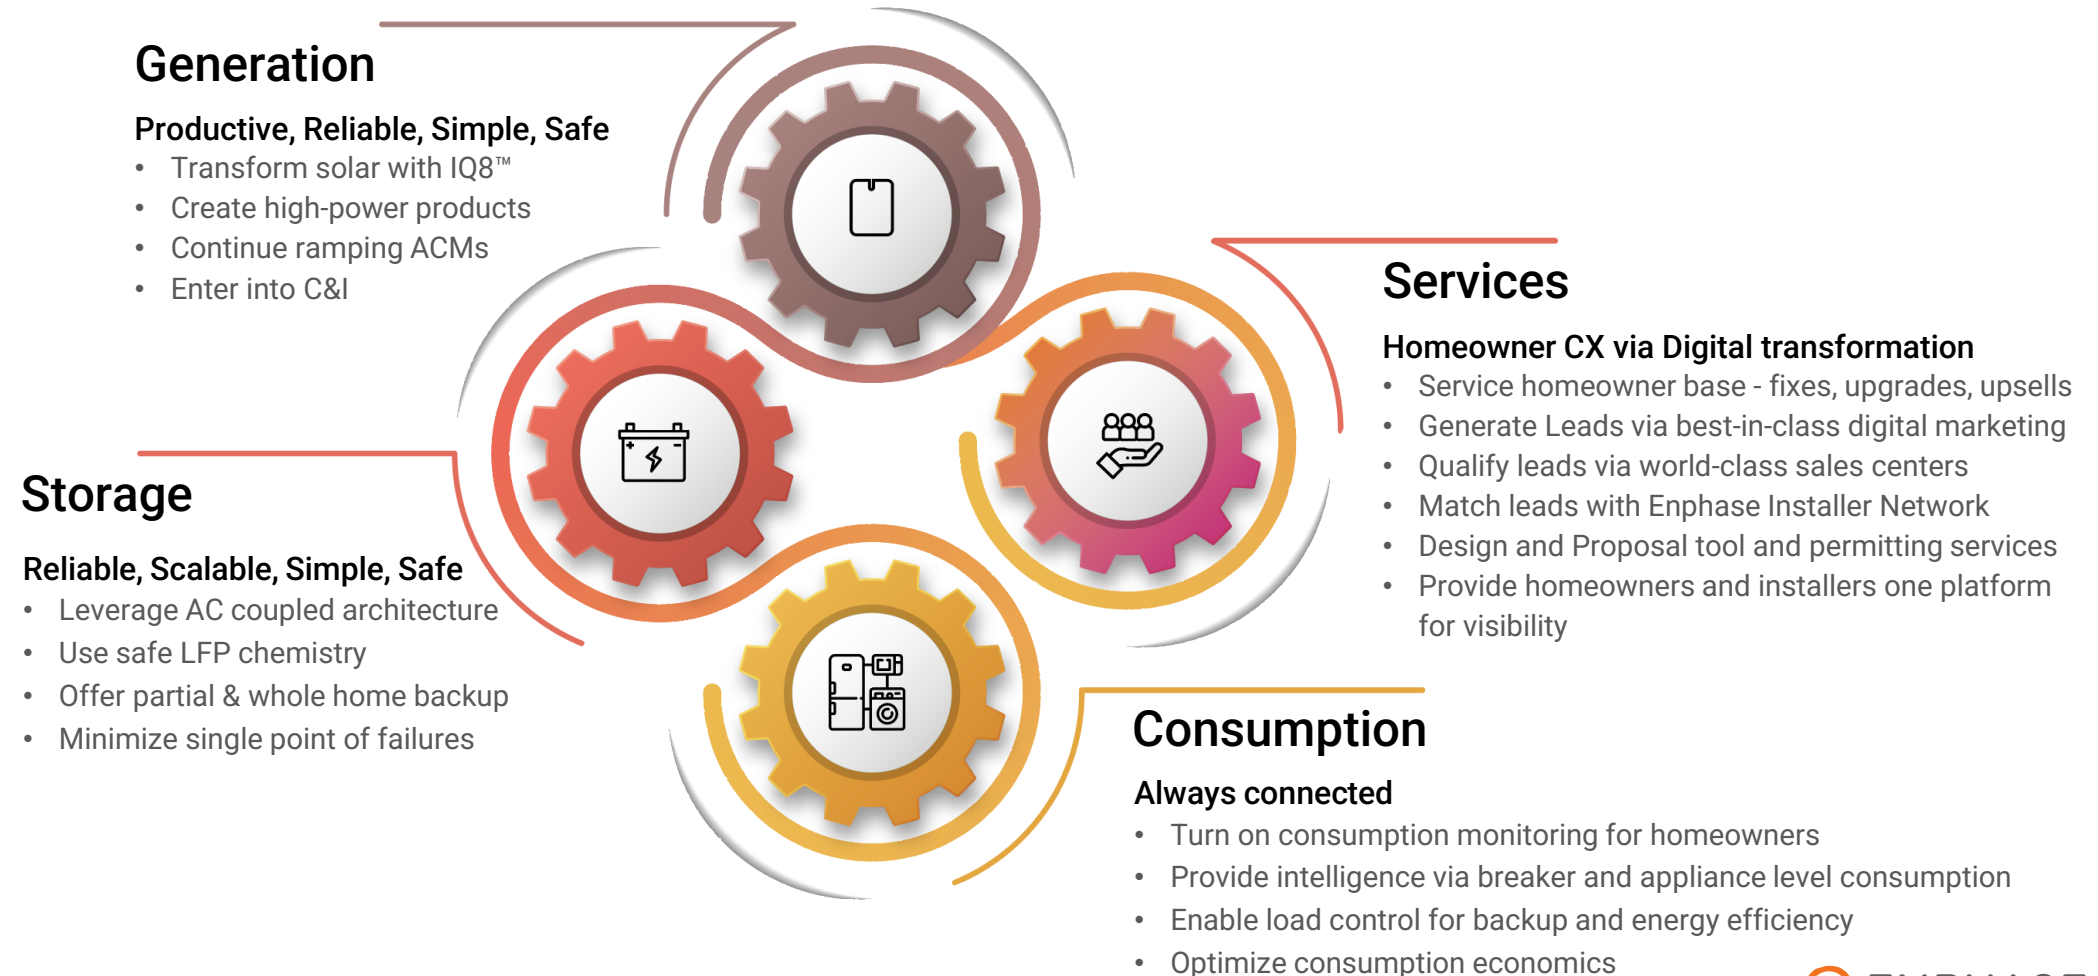 Generation
Productive, Reliable, Simple, Safe
• Transform solar with IQ8™
• Create high-power products
• Continue ramping ACMs
• Enter into C&I
Services
Homeowner CX via Digital transformation
• Service homeowner base - fixes, upgrades, upsells
• Generate Leads via best-in-class digital marketing
• Qualify leads via world-class sales centers
• Match leads with Enphase Installer Network
• Design and Proposal tool and permitting services
• Provide homeowners and installers one platform
for visibility
Storage
Reliable, Scalable, Simple, Safe
• Leverage AC coupled architecture
• Use safe LFP chemistry
• Offer partial & whole home backup
• Minimize single point of failures
Consumption
Always connected
• Turn on consumption monitoring for homeowners
• Provide intelligence via breaker and appliance level consumption
• Enable load control for backup and energy efficiency
• Optimize consumption economics